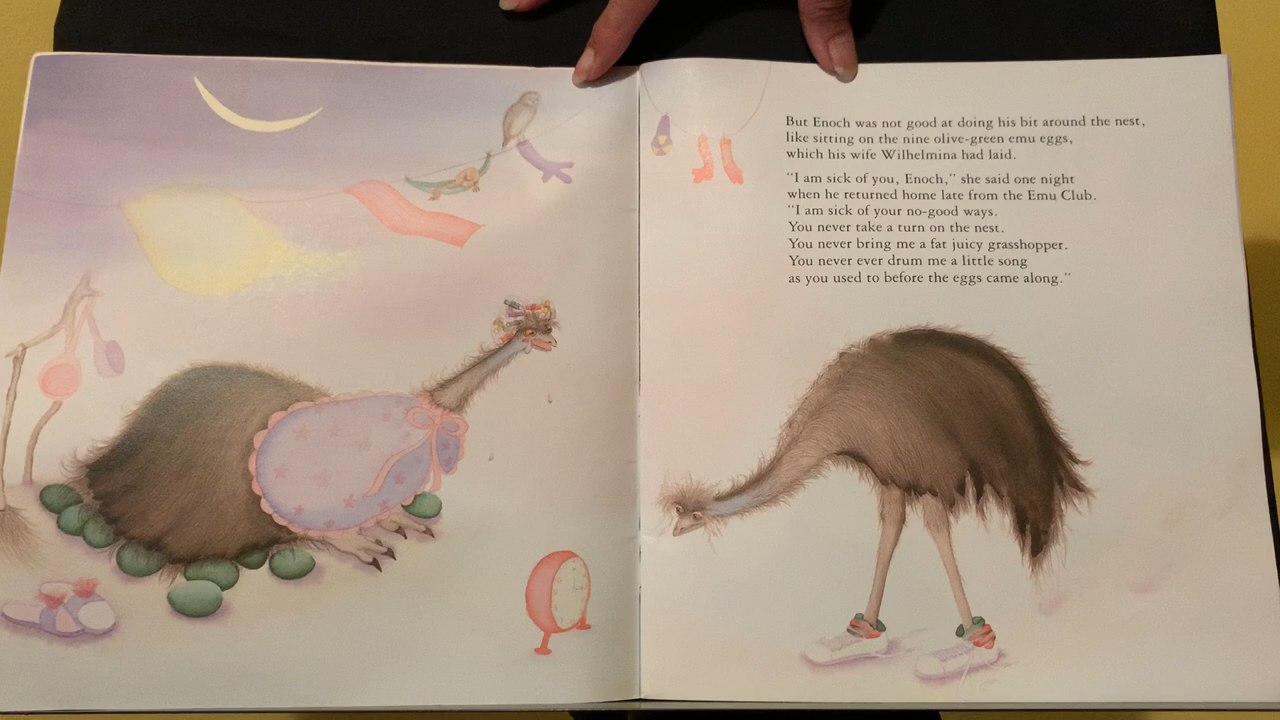 But Enoch was not good at doing his bit around the nest,
like sitting on the nine olive-green emu eggs,
which his wife Wilhelmina had laid.
"I am sick of you, Enoch," she said one night
when he returned home late from the Emu Club.
"I am sick of your no-good ways.
You never take a turn on the nest.
You never bring me a fat juicy grasshopper.
You never ever drum me a little song
as you used to before the eggs came along."